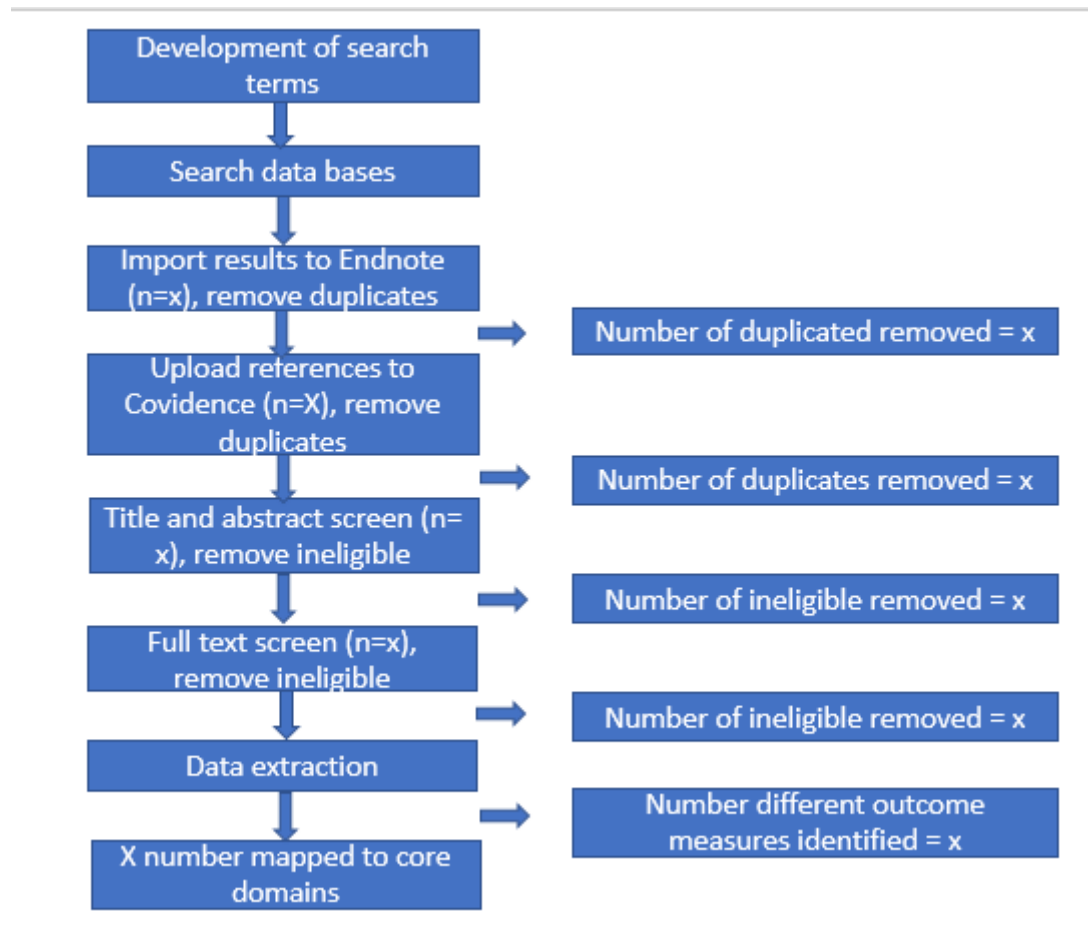 Development of search
terms
Search data bases
Import results to Endnote
(n=x), remove duplicates
Number of duplicated removed = x
Upload references to
Covidence (n=X), remove
duplicates
Number of duplicates removed = x
Title and abstract screen (n=
x), remove ineligible
Number of ineligible removed = x
Full text screen (n=x),
remove ineligible
Number of ineligible removed = x
Data extraction
Number different outcome
measures identified = x
X number mapped to core
domains